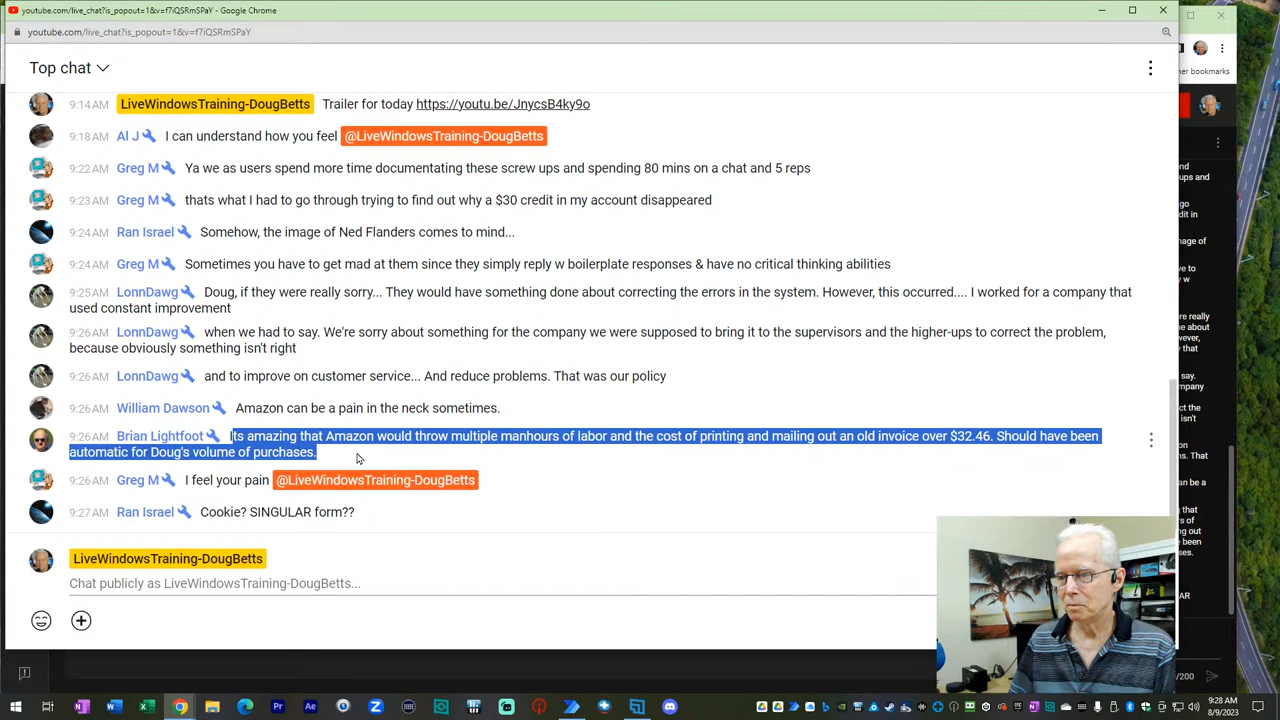 youtube.com/live_chat?is_popout=1&v=f7iQSRmSPaY - Google Chrome
youtube.com/live_chat?is_popout=1&v=f7iQSRmSPaY
Top chat
9:14 AM LiveWindowsTraining-DougBetts Trailer for today https://youtu.be/JnycsB4ky9o
9:18 AM Al J I can understand how you feel @LiveWindowsTraining-DougBetts
9:22 AM Greg M Ya we as users spend more time documentating these screw ups and spending 80 mins on a chat and 5 reps
9:23 AM Greg M thats what I had to go through trying to find out why a $30 credit in my account disappeared
9:24 AM Ran Israel Somehow, the image of Ned Flanders comes to mind...
9:24 AM Greg M Sometimes you have to get mad at them since they simply reply w boilerplate responses & have no critical thinking abilities
9:25 AM LonnDawg Doug, if they were really sorry... They would have something done about correcting the errors in the system. However, this occurred.... I worked for a company that
used constant improvement
9:26 AM LonnDawg when we had to say. We're sorry about something for the company we were supposed to bring it to the supervisors and the higher-ups to correct the problem,
because obviously something isn't right
9:26 AM LonnDawg and to improve on customer service... And reduce problems. That was our policy
9:26 AM William Dawson Amazon can be a pain in the neck sometimes.
9:26 AM Brian Lightfoot Its amazing that Amazon would throw multiple manhours of labor and the cost of printing and mailing out an old invoice over $32.46. Should have been
automatic for Doug's volume of purchases.
9:26 AM Greg M I feel your pain @LiveWindowsTraining-DougBetts
9:27 AM Ran Israel Cookie? SINGULAR form??
LiveWindowsTraining-DougBetts
Chat publicly as LiveWindowsTraining-DougBetts...
her bookmarks
/200
9:28 AM
8/9/2023